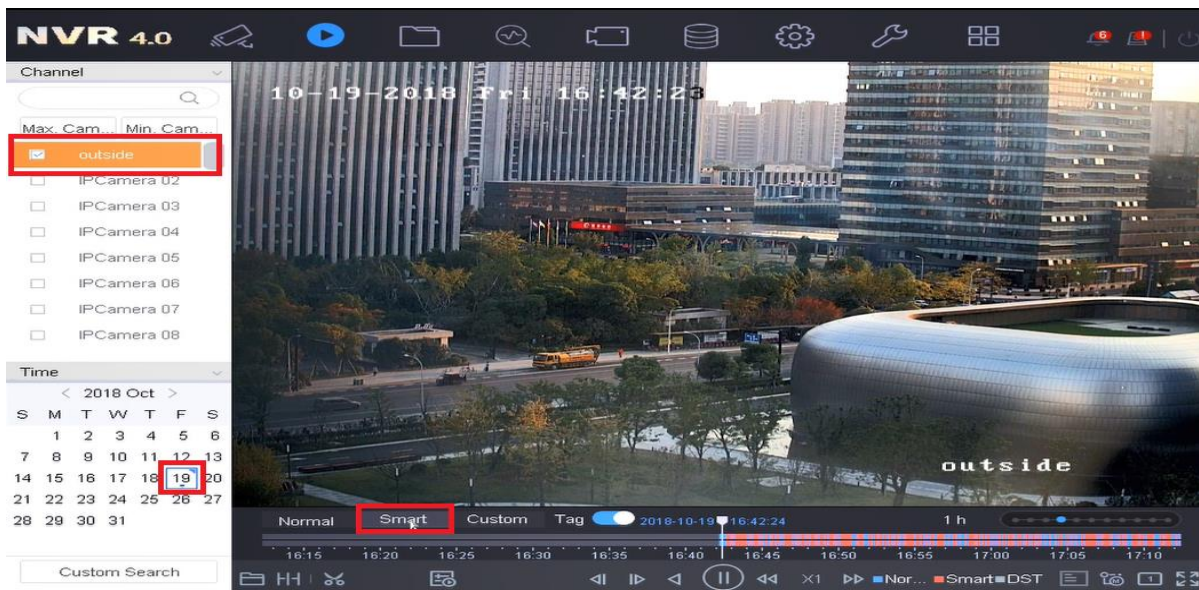 NVR 4.0
6
Channel
Max. Cam... Min. Cam...
outside
IPCamera 02
IPCamera 03
IPCamera 04
IPCamera 05
IPCamera 06
IPCamera 07
IPCamera 08
Time
< 2018 Oct >
S M T W T F S
1 2 3 4 5 6
7 8 9 10 11 12 13
14 15 16 17 18 19 20
21 22 23 24 25 26 27
28 29 30 31
Custom Search
10-19-2018 Fri 16:42:23
outside
Normal Smart Custom Tag 2018-10-19 16:42:24 1 h
16:15 16:20 16:25 16:30 16:35 16:40 16:45 16:50 16:55 17:00 17:05 17:10
X1 Nor... Smart DST 1